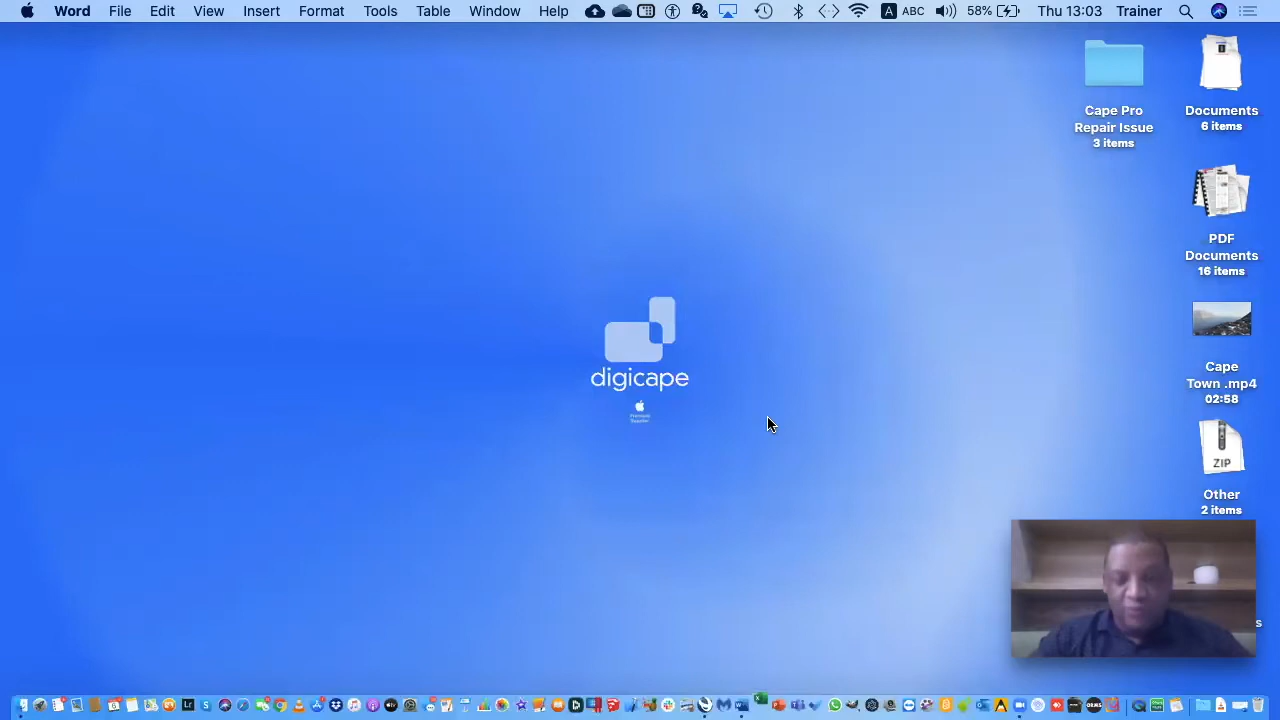 Word File Edit View Insert Format Tools Table Window Help A ABC 58% Thu 13:03 Trainer
Cape Pro
Repair Issue
3 items
Documents
6 items
PDF
Documents
16 items
Cape
Town .mp4
02:58
ZIP
Other
2 items
digicape
Premium
Reseller